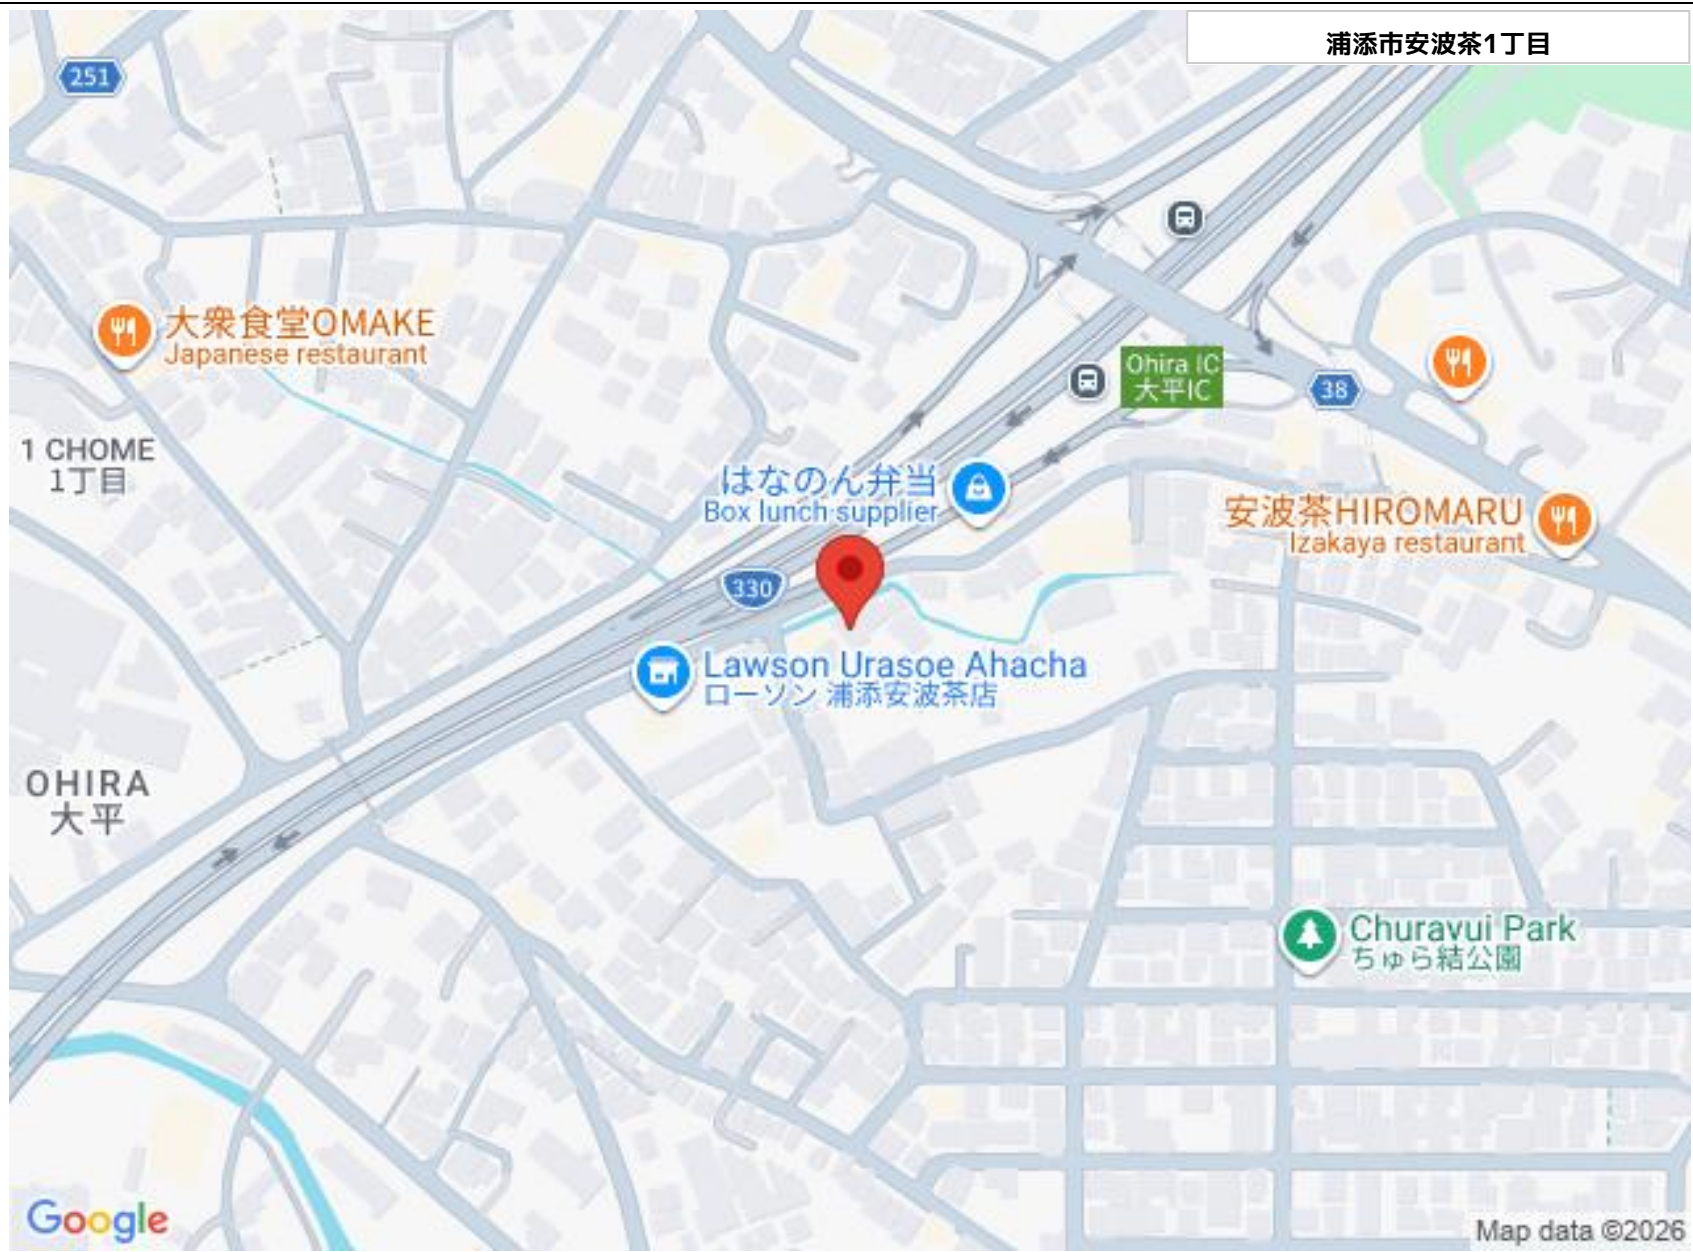 浦添市安波茶1丁目
251
大衆食堂OMAKE
Japanese restaurant
Ohira IC
大平IC
38
1 CHOME
1丁目
はなのん弁当
Box lunch supplier
安波茶HIROMARU
Izakaya restaurant
330
Lawson Urasoe Ahacha
ローソン 浦添安波茶店
OHIRA
大平
Churavui Park
ちゅら結公園
Google
Map data ©2026